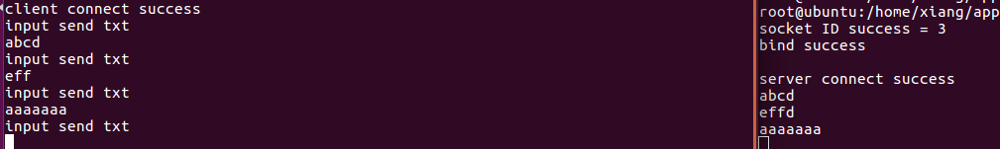 client connect success
input send txt
abcd
input send txt
eff
input send txt
aaaaaaa
input send txt
root@ubuntu:/home/xiang/app
socket ID success = 3
bind success
server connect success
abcd
effd
aaaaaaa